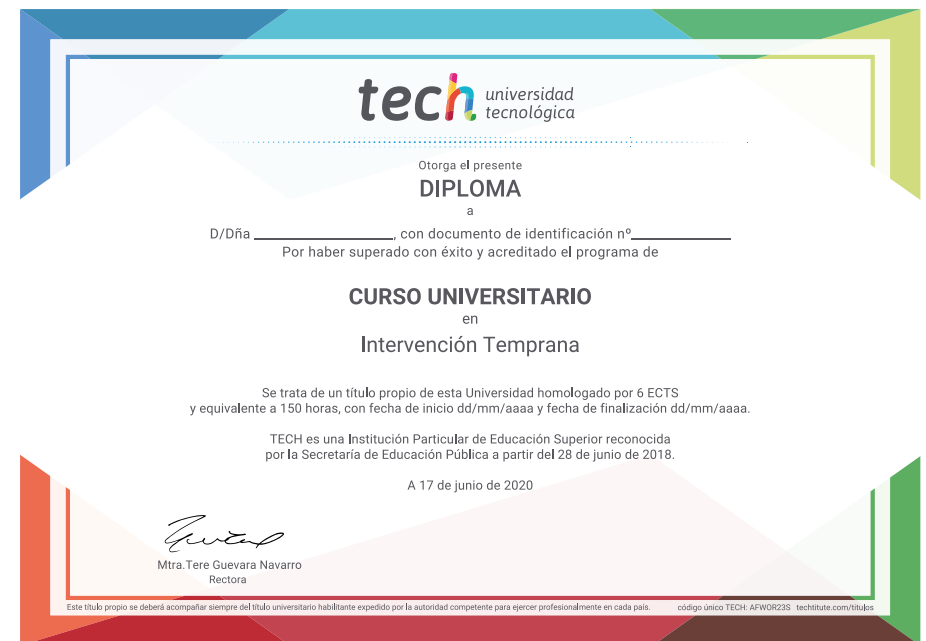 tech universidad
tecnológica
Otorga el presente
DIPLOMA
a
D/Dña ____________________, con documento de identificación nº______________
Por haber superado con éxito y acreditado el programa de
CURSO UNIVERSITARIO
en
Intervención Temprana
Se trata de un título propio de esta Universidad homologado por 6 ECTS
y equivalente a 150 horas, con fecha de inicio dd/mm/aaaa y fecha de finalización dd/mm/aaaa.
TECH es una Institución Particular de Educación Superior reconocida
por la Secretaría de Educación Pública a partir del 28 de junio de 2018.
A 17 de junio de 2020
Mtra.Tere Guevara Navarro
Rectora
Este título propio se deberá acompañar siempre del título universitario habilitante expedido por la autoridad competente para ejercer profesionalmente en cada país. código único TECH: AFWOR23S techtitute.com/títulos